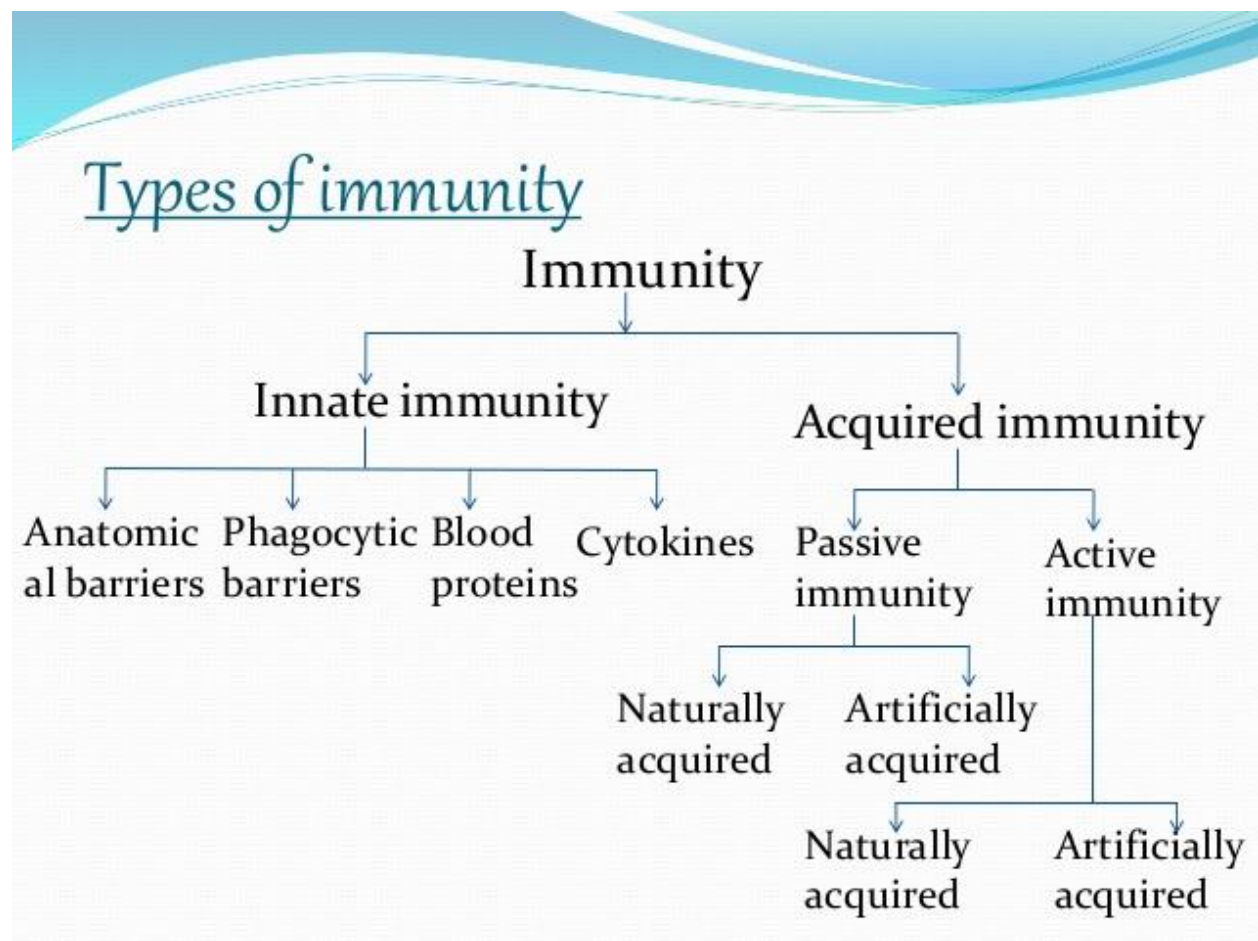 Types of immunity
Immunity
Innate immunity
Acquired immunity
Anatomic
al barriers
Phagocytic
barriers
Blood
proteins
Cytokines
Passive
immunity
Active
immunity
Naturally
acquired
Artificially
acquired
Naturally
acquired
Artificially
acquired